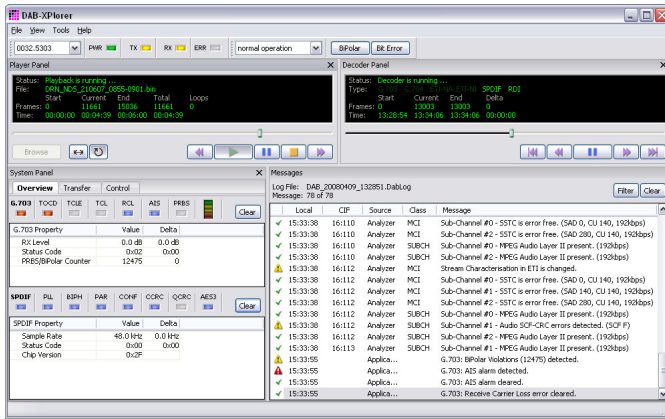 DAB-XPlorer
File View Tools Help
0032.5303 PWR TX RX ERR normal operation BiPolar Bit Error
Player Panel
Status: Playback is running ...
File: DRN_ND5_210607_0855-0901.bin
Start Current End Total Loops
Frames: 0 11661 15036 11661 0
Time: 00:00:00 00:04:39 00:06:00 00:04:39
Browse
Decoder Panel
Status: Decoder is running...
Type: G.703 G.704 ETI-NA ETI-NI SPDIF RDI
Start Current End Delta
Frames: 0 13003 13003 0
Time: 13:28:54 13:34:06 13:34:06 00:00:00
System Panel
Overview Transfer Control
G.703 TOCD TCLE TCL RCL AIS PRBS Clear
G.703 Property Value Delta
RX Level 0.0 dB 0.0 dB
Status Code 0x02 0x00
PRBS/BiPolar Counter 12475 0
SPDIF PLL BIPH PAR CONF CCRC QCRC AES3 Clear
SPDIF Property Value Delta
Sample Rate 48.0 kHz 0.0 kHz
Status Code 0x00 0x00
Chip Version 0x2F
Messages
Log File: DAB_20080409_132851.DabLog
Message: 78 of 78
Filter Clear
Local CIF Source Class Message
15:33:38 16:110 Analyzer MCI Sub-Channel #0 - SSTC is error free. (SAD 0, CU 140, 192kbps)
15:33:38 16:110 Analyzer MCI Sub-Channel #2 - SSTC is error free. (SAD 280, CU 140, 192kbps)
15:33:38 16:110 Analyzer SUBCH Sub-Channel #0 - MPEG Audio Layer II present. (192kbps)
15:33:38 16:110 Analyzer SUBCH Sub-Channel #2 - MPEG Audio Layer II present. (192kbps)
15:33:38 16:112 Analyzer MCI Stream Characterisation in ETI is changed.
15:33:38 16:112 Analyzer MCI Sub-Channel #0 - SSTC is error free. (SAD 0, CU 140, 192kbps)
15:33:38 16:112 Analyzer MCI Sub-Channel #1 - SSTC is error free. (SAD 140, CU 140, 192kbps)
15:33:38 16:112 Analyzer MCI Sub-Channel #2 - SSTC is error free. (SAD 280, CU 140, 192kbps)
15:33:38 16:112 Analyzer SUBCH Sub-Channel #0 - MPEG Audio Layer II present. (192kbps)
15:33:38 16:112 Analyzer SUBCH Sub-Channel #1 - Audio SCF-CRC errors detected. (SCF F)
15:33:38 16:112 Analyzer SUBCH Sub-Channel #2 - MPEG Audio Layer II present. (192kbps)
15:33:38 16:113 Analyzer SUBCH Sub-Channel #1 - MPEG Audio Layer II present. (192kbps)
15:33:55 Applica... G.703: BiPolar Violations (12475) detected.
15:33:55 Applica... G.703: AIS alarm detected.
15:33:55 Applica... G.703: AIS alarm cleared.
15:33:55 Applica... G.703: Receive Carrier Loss error cleared.